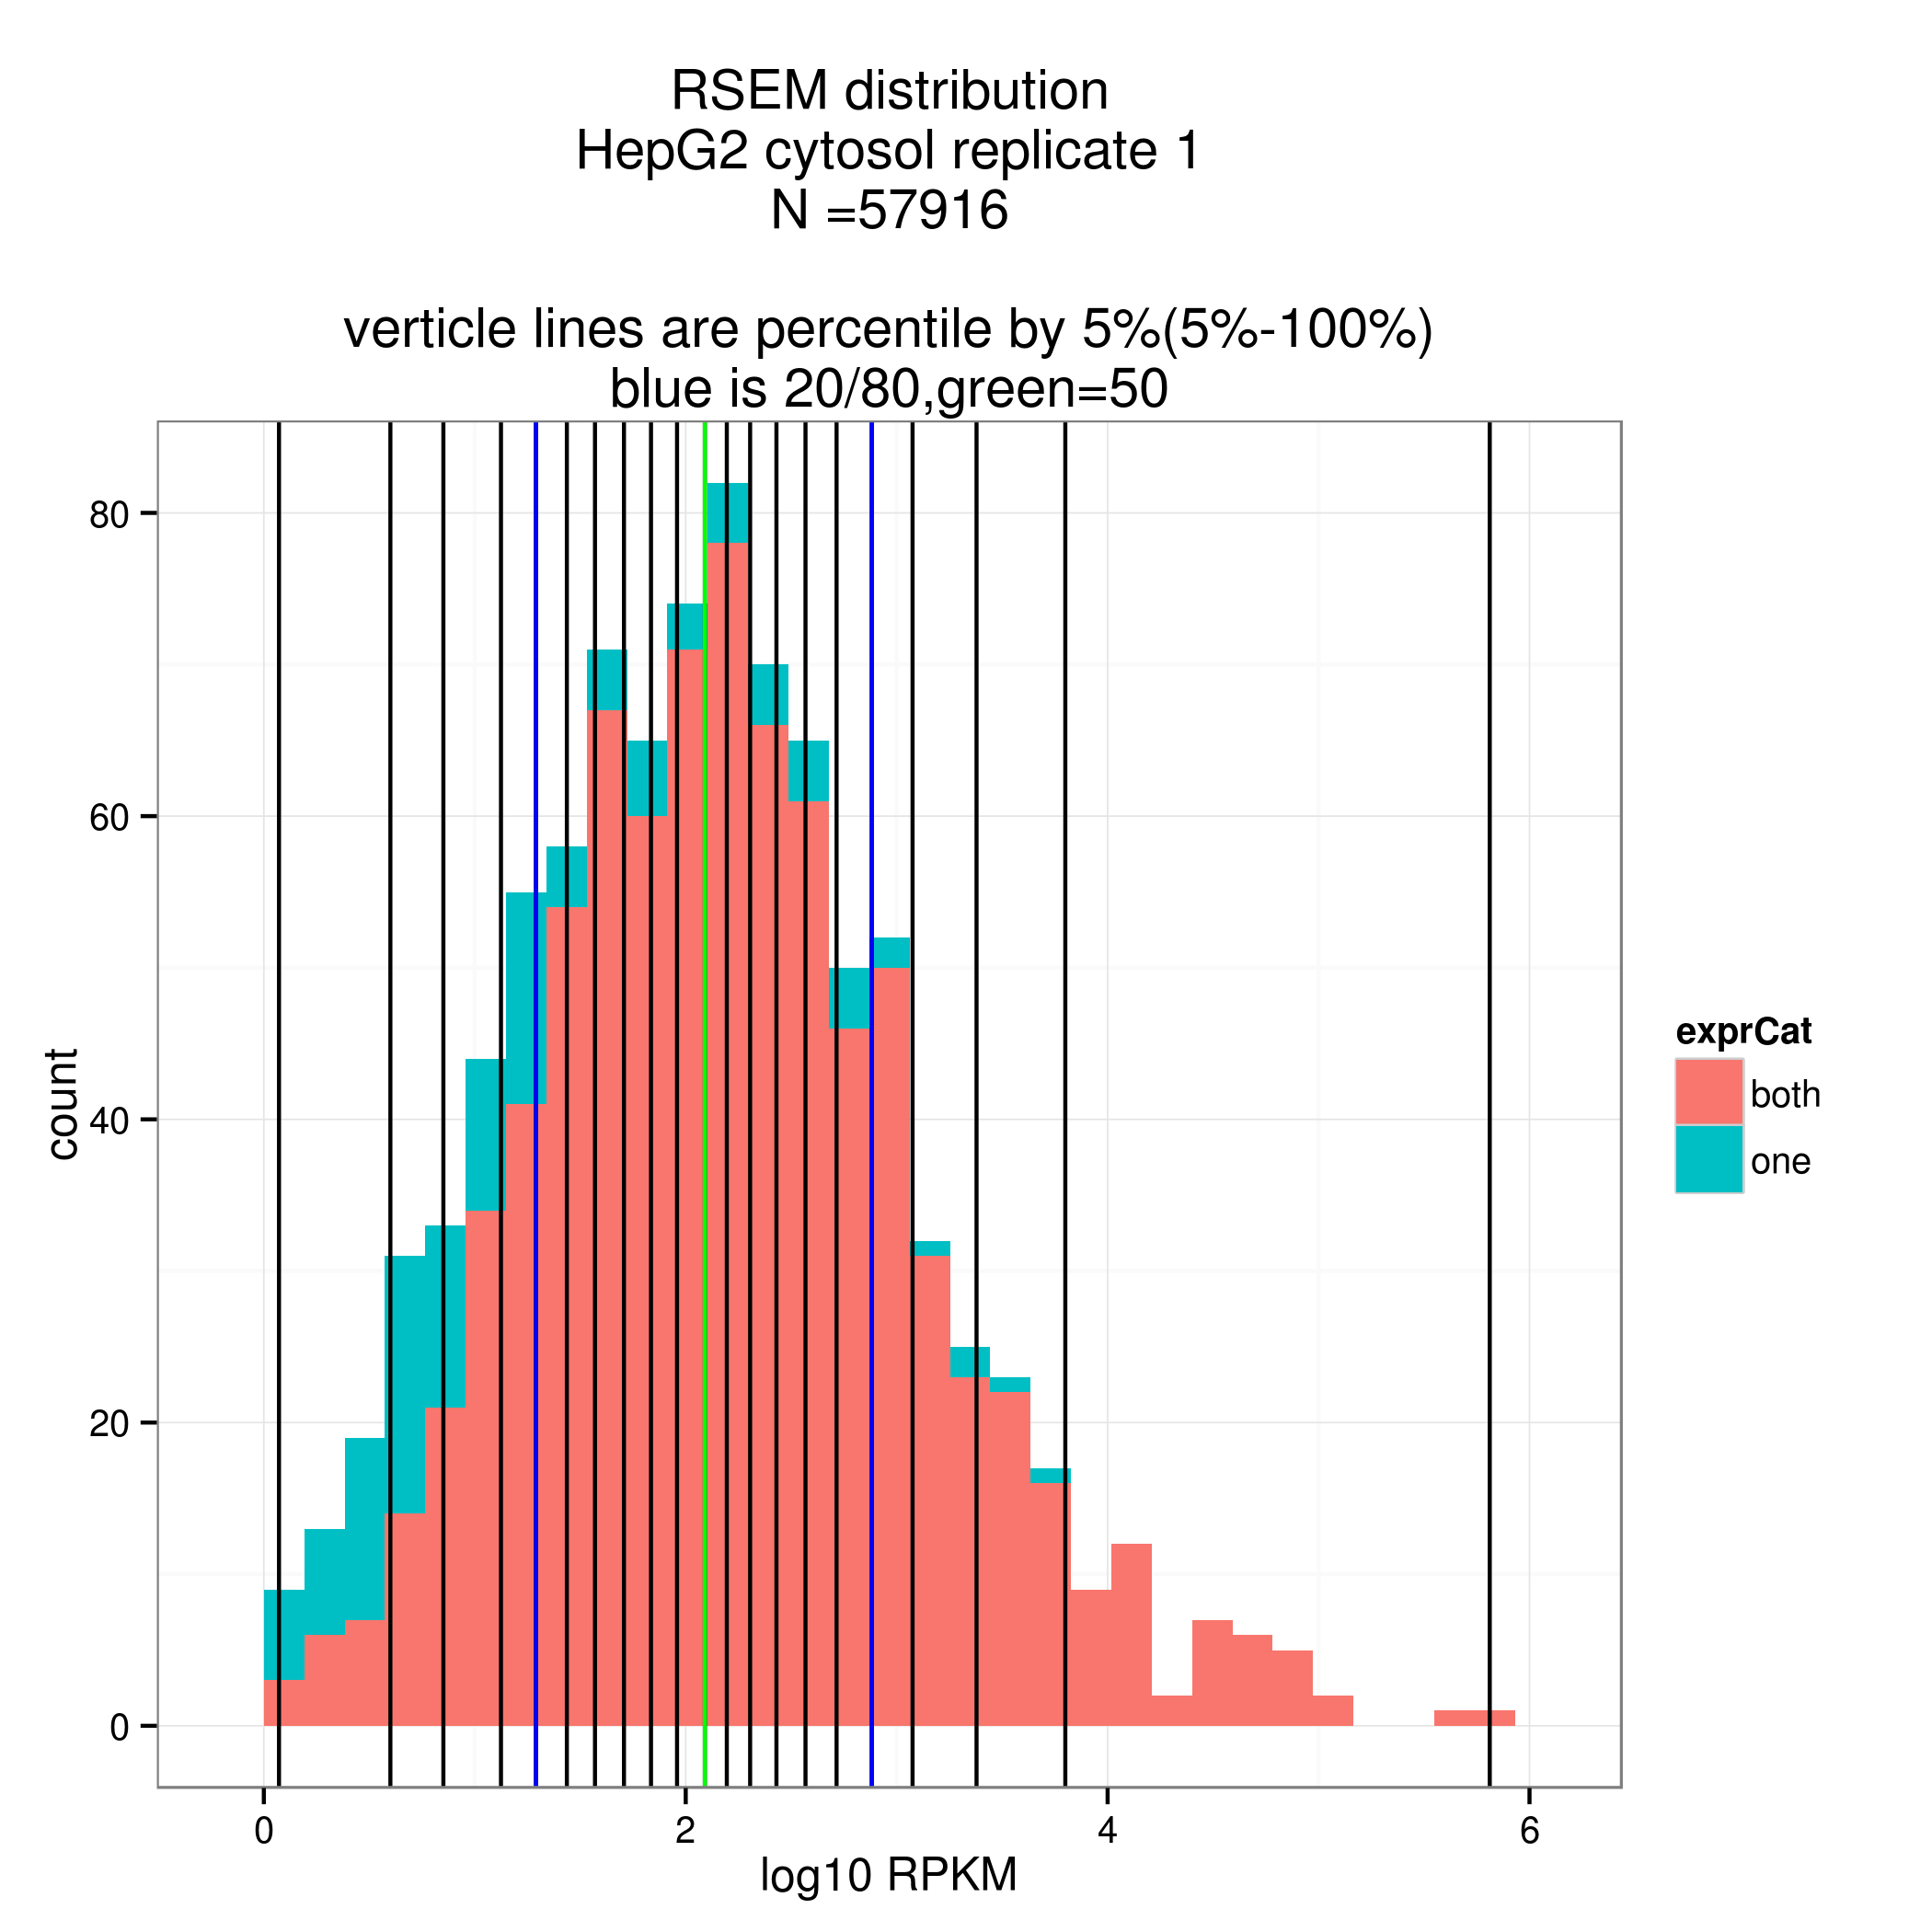 RSEM distribution
HepG2 cytosol replicate 1
N =57916
verticle lines are percentile by 5%(5%-100%)
blue is 20/80,green=50
80
60
40
20
0
count
0
2
4
6
log10 RPKM
exprCat
both
one